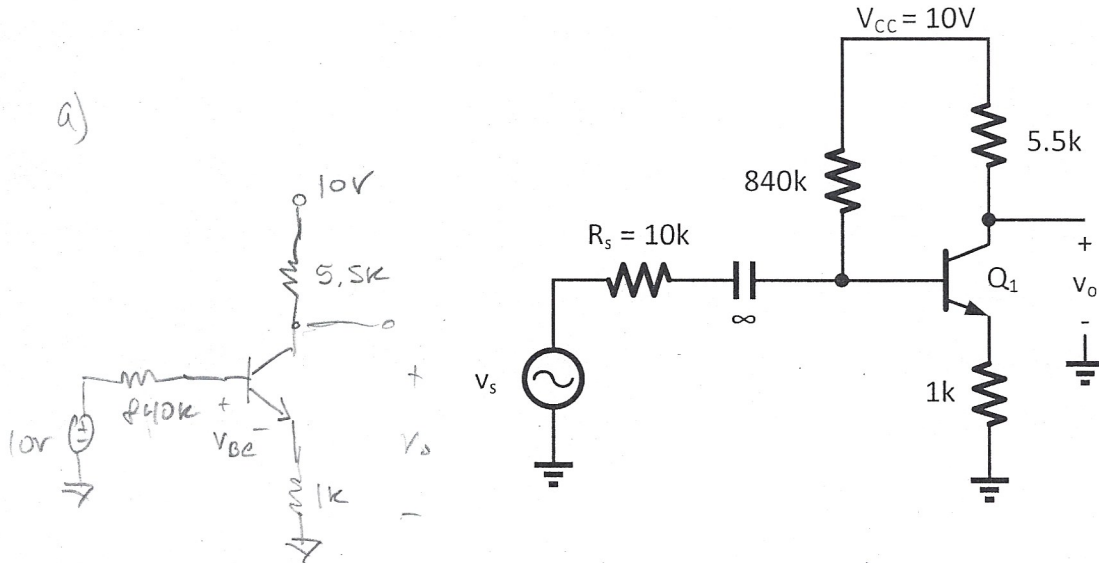 a)
10V
5,5k
840k
+
VBE
-
10V
+
Vo
-
1k
VCC = 10V
5.5k
840k
Rs = 10k
∞
vs
Q1
+
vo
-
1k